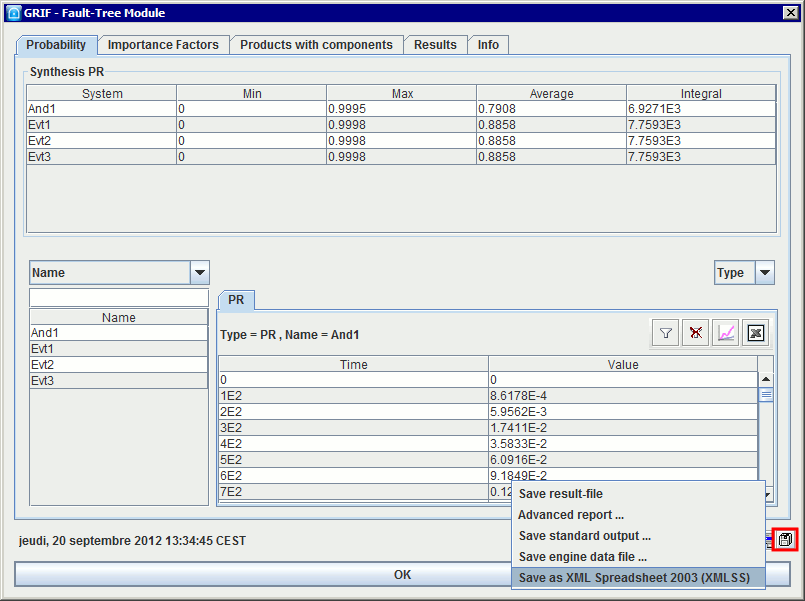 GRIF - Fault-Tree Module
Probability Importance Factors Products with components Results Info
Synthesis PR
System Min Max Average Integral
And1 0 0.9995 0.7908 6.9271E3
Evt1 0 0.9998 0.8858 7.7593E3
Evt2 0 0.9998 0.8858 7.7593E3
Evt3 0 0.9998 0.8858 7.7593E3
Name Type
Name
And1
Evt1
Evt2
Evt3
PR
Type = PR , Name = And1
Time Value
0 0
1E2 8.6178E-4
2E2 5.9562E-3
3E2 1.7411E-2
4E2 3.5833E-2
5E2 6.0916E-2
6E2 9.1849E-2
7E2 0.12
Save result-file
Advanced report ...
Save standard output ...
Save engine data file ...
Save as XML Spreadsheet 2003 (XMLSS)
jeudi, 20 septembre 2012 13:34:45 CEST
OK